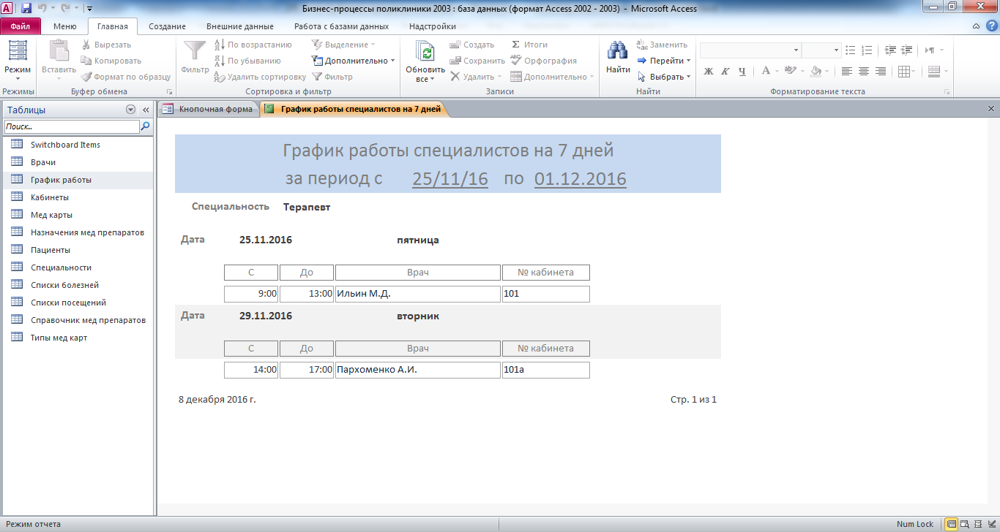 Бизнес-процессы поликлиники 2003 : база данных (формат Access 2002 - 2003) - Microsoft Access
Файл Меню Главная Создание Внешние данные Работа с базами данных Надстройки
Режим
Режимы
Вставить
Вырезать
Копировать
Формат по образцу
Буфер обмена
Фильтр
По возрастанию
По убыванию
Удалить сортировку
Выделение
Дополнительно
Фильтр
Сортировка и фильтр
Обновить
все
Создать
Сохранить
Удалить
Итоги
Орфография
Дополнительно
Записи
Найти
Заменить
Перейти
Выбрать
Найти
Ж К Ч А
Форматирование текста
Таблицы
Поиск...
Switchboard Items
Врачи
График работы
Кабинеты
Мед карты
Назначения мед препаратов
Пациенты
Специальности
Списки болезней
Списки посещений
Справочник мед препаратов
Типы мед карт
Кнопочная форма График работы специалистов на 7 дней
График работы специалистов на 7 дней
за период с 25/11/16 по 01.12.2016
Специальность Терапевт
Дата 25.11.2016 пятница
С До Врач № кабинета
9:00 13:00 Ильин М.Д. 101
Дата 29.11.2016 вторник
С До Врач № кабинета
14:00 17:00 Пархоменко А.И. 101а
8 декабря 2016 г. Стр. 1 из 1
Режим отчета Num Lock